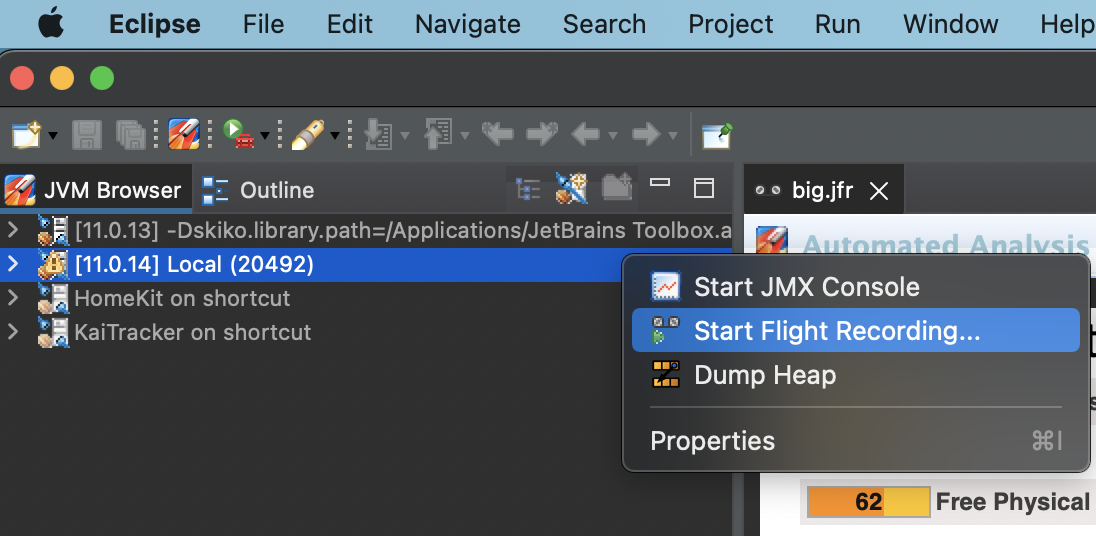 Eclipse File Edit Navigate Search Project Run Window Help
JVM Browser Outline big.jfr
[11.0.13] -Dskiko.library.path=/Applications/JetBrains Toolbox.a
Automated Analysis
[11.0.14] Local (20492)
Start JMX Console
HomeKit on shortcut
Start Flight Recording...
KaiTracker on shortcut
Dump Heap
Properties ⌘I
62 Free Physical